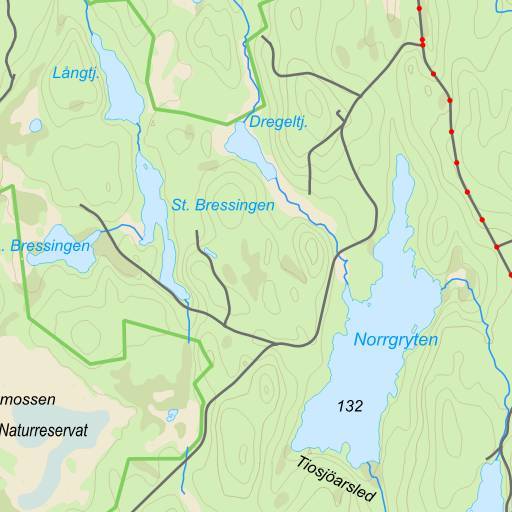 Långtj.
Dregeltj.
St. Bressingen
. Bressingen
Norrgryten
mossen
132
Naturreservat
Tiosjöarsled